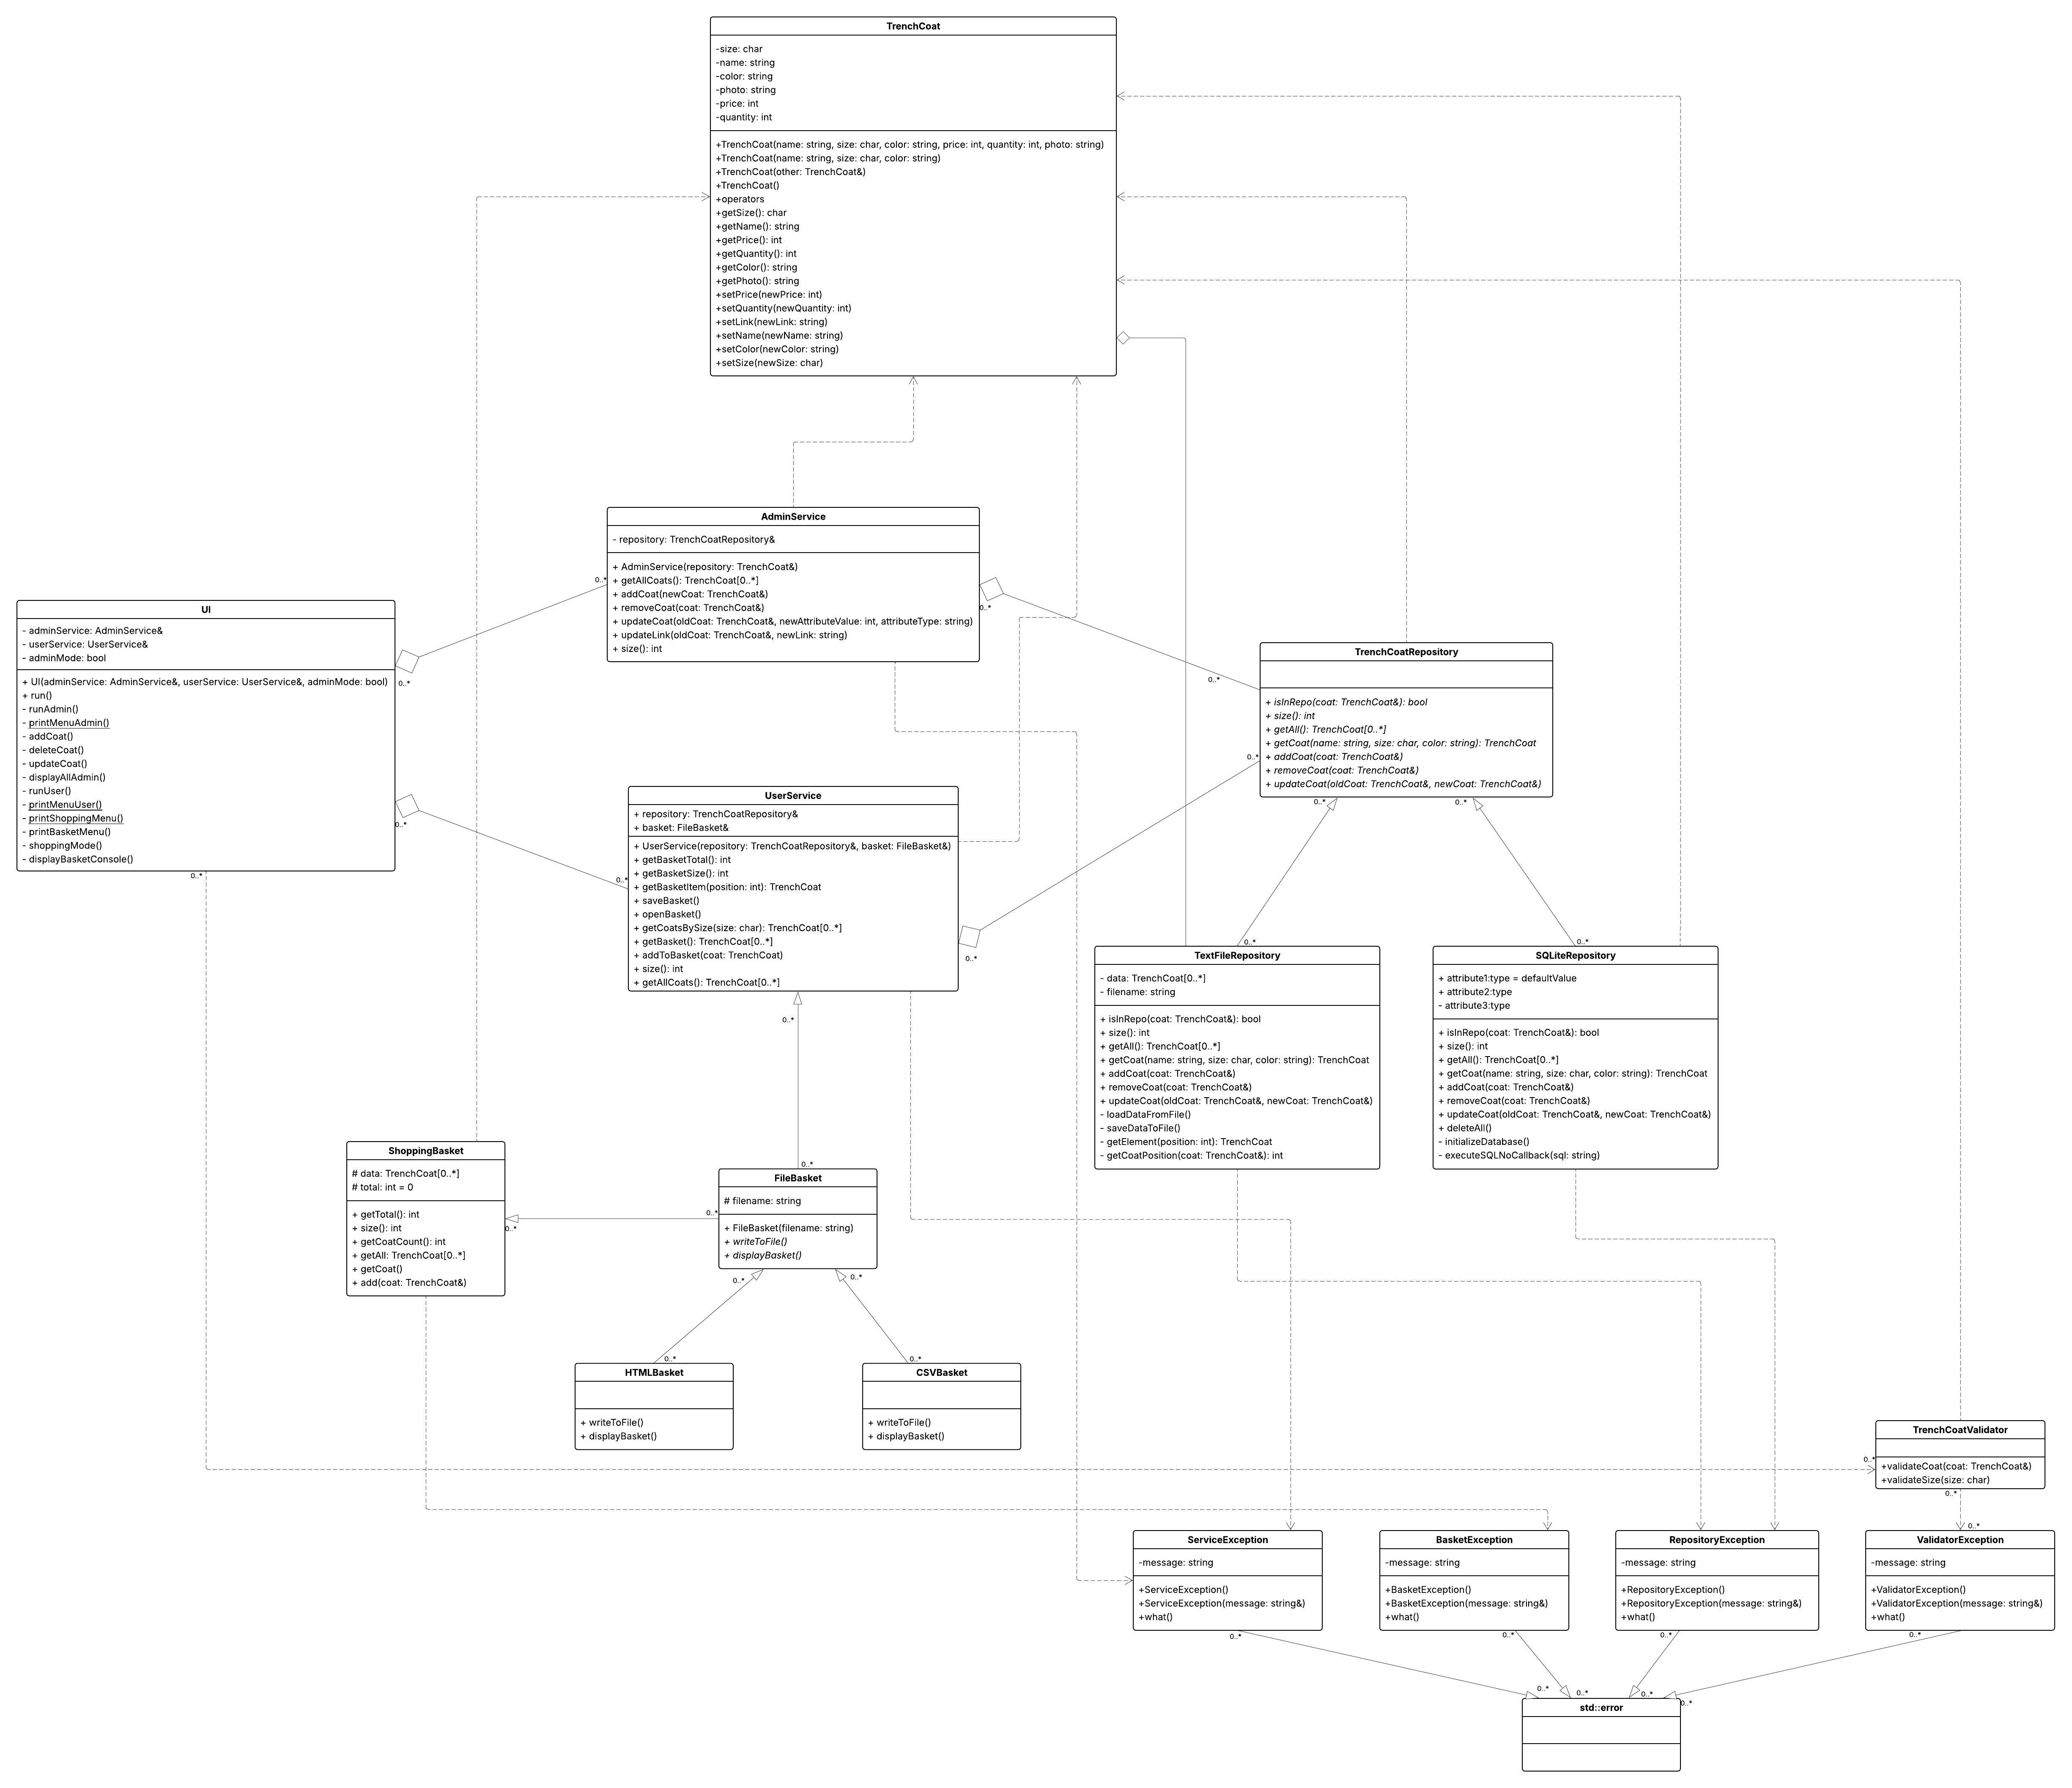 TrenchCoat
-size: char
-name: string
-color: string
-photo: string
-price: int
-quantity: int
+TrenchCoat(name: string, size: char, color: string, price: int, quantity: int, photo: string)
+TrenchCoat(name: string, size: char, color: string)
+TrenchCoat(other: TrenchCoat&)
+TrenchCoat()
+operators
+getSize(): char
+getName(): string
+getPrice(): int
+getQuantity(): int
+getColor(): string
+getPhoto(): string
+setPrice(newPrice: int)
+setQuantity(newQuantity: int)
+setLink(newLink: string)
+setName(newName: string)
+setColor(newColor: string)
+setSize(newSize: char)
AdminService
- repository: TrenchCoatRepository&
+ AdminService(repository: TrenchCoat&)
+ getAllCoats(): TrenchCoat[0..*]
+ addCoat(newCoat: TrenchCoat&)
+ removeCoat(coat: TrenchCoat&)
+ updateCoat(oldCoat: TrenchCoat&, newAttributeValue: int, attributeType: string)
+ updateLink(oldCoat: TrenchCoat&, newLink: string)
+ size(): int
0..*
0..*
UI
- adminService: AdminService&
- userService: UserService&
- adminMode: bool
+ UI(adminService: AdminService&, userService: UserService&, adminMode: bool)
+ run()
- runAdmin()
- printMenuAdmin()
- addCoat()
- deleteCoat()
- updateCoat()
- displayAllAdmin()
- runUser()
- printMenuUser()
- printShoppingMenu()
- printBasketMenu()
- shoppingMode()
- displayBasketConsole()
0..*
0..*
0..*
TrenchCoatRepository
+ isInRepo(coat: TrenchCoat&): bool
+ size(): int
+ getAll(): TrenchCoat[0..*]
+ getCoat(name: string, size: char, color: string): TrenchCoat
+ addCoat(coat: TrenchCoat&)
+ removeCoat(coat: TrenchCoat&)
+ updateCoat(oldCoat: TrenchCoat&, newCoat: TrenchCoat&)
0..*
0..*
0..*
0..*
UserService
+ repository: TrenchCoatRepository&
+ basket: FileBasket&
+ UserService(repository: TrenchCoatRepository&, basket: FileBasket&)
+ getBasketTotal(): int
+ getBasketSize(): int
+ getBasketItem(position: int): TrenchCoat
+ saveBasket()
+ openBasket()
+ getCoatsBySize(size: char): TrenchCoat[0..*]
+ getBasket(): TrenchCoat[0..*]
+ addToBasket(coat: TrenchCoat)
+ size(): int
+ getAllCoats(): TrenchCoat[0..*]
0..*
0..*
0..*
0..*
0..*
TextFileRepository
- data: TrenchCoat[0..*]
- filename: string
+ isInRepo(coat: TrenchCoat&): bool
+ size(): int
+ getAll(): TrenchCoat[0..*]
+ getCoat(name: string, size: char, color: string): TrenchCoat
+ addCoat(coat: TrenchCoat&)
+ removeCoat(coat: TrenchCoat&)
+ updateCoat(oldCoat: TrenchCoat&, newCoat: TrenchCoat&)
- loadDataFromFile()
- saveDataToFile()
- getElement(position: int): TrenchCoat
- getCoatPosition(coat: TrenchCoat&): int
SQLiteRepository
+ attribute1:type = defaultValue
+ attribute2:type
- attribute3:type
+ isInRepo(coat: TrenchCoat&): bool
+ size(): int
+ getAll(): TrenchCoat[0..*]
+ getCoat(name: string, size: char, color: string): TrenchCoat
+ addCoat(coat: TrenchCoat&)
+ removeCoat(coat: TrenchCoat&)
+ updateCoat(oldCoat: TrenchCoat&, newCoat: TrenchCoat&)
+ deleteAll()
- initializeDatabase()
- executeSQLNoCallback(sql: string)
ShoppingBasket
# data: TrenchCoat[0..*]
# total: int = 0
+ getTotal(): int
+ size(): int
+ getCoatCount(): int
+ getAll: TrenchCoat[0..*]
+ getCoat()
+ add(coat: TrenchCoat&)
0..*
0..*
0..*
FileBasket
# filename: string
+ FileBasket(filename: string)
+ writeToFile()
+ displayBasket()
0..*
0..*
0..*
0..*
HTMLBasket
+ writeToFile()
+ displayBasket()
CSVBasket
+ writeToFile()
+ displayBasket()
TrenchCoatValidator
+validateCoat(coat: TrenchCoat&)
+validateSize(size: char)
0..*
0..*
0..*
ServiceException
-message: string
+ServiceException()
+ServiceException(message: string&)
+what()
BasketException
-message: string
+BasketException()
+BasketException(message: string&)
+what()
RepositoryException
-message: string
+RepositoryException()
+RepositoryException(message: string&)
+what()
ValidatorException
-message: string
+ValidatorException()
+ValidatorException(message: string&)
+what()
0..*
0..*
0..*
0..*
0..*
0..*
0..*
0..*
std::error